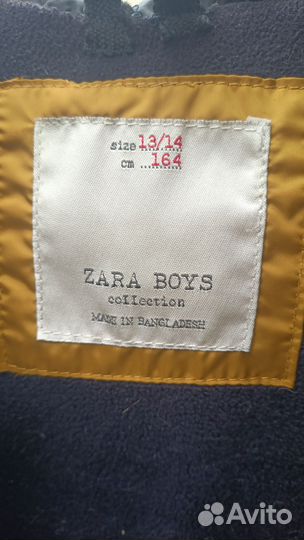 size 13/14
cm 164
ZARA BOYS
collection
MADE IN BANGLADESH
Avito